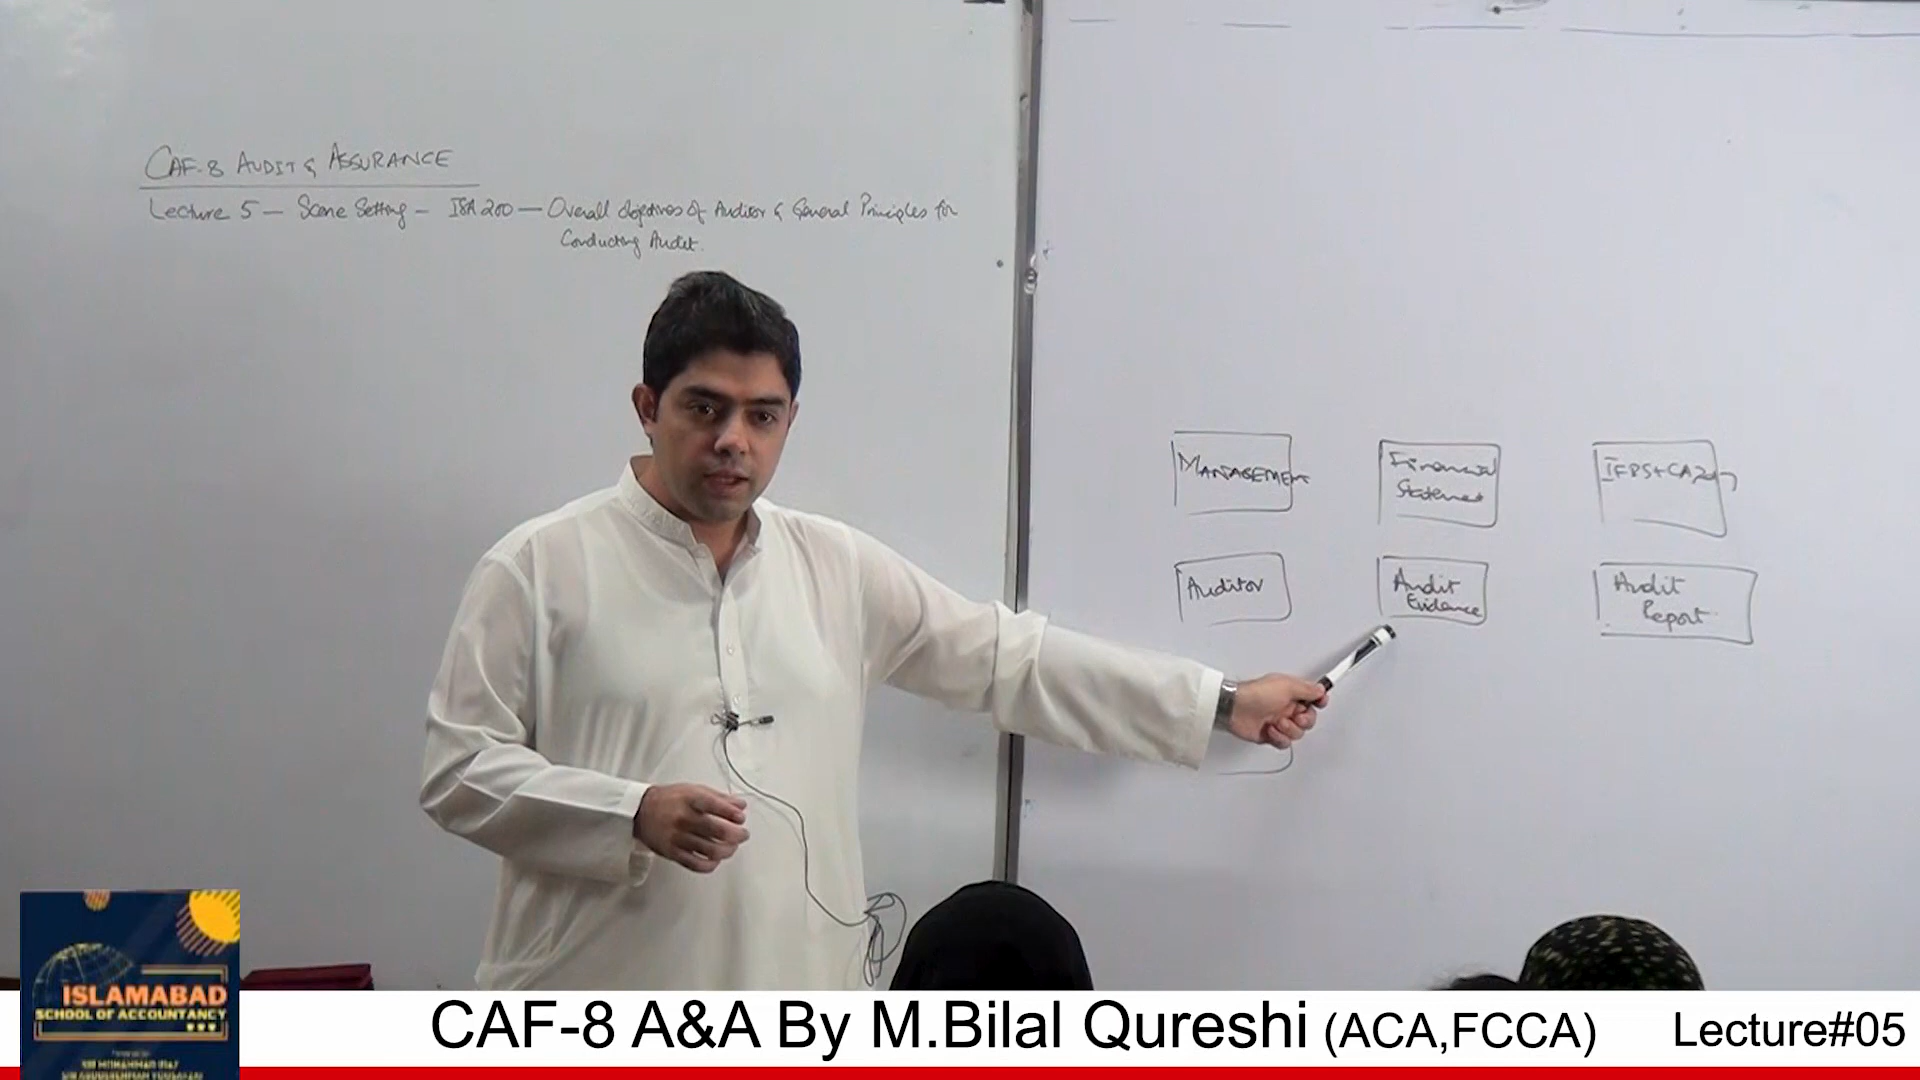 CAF-8 AUDIT & ASSURANCE
Lecture 5 — Scene Setting - ISA 200 — Overall Objectives of Auditor & General Principles for
Conducting Audit.
MANAGEMENT
Financial
Statement
IFRS+CA2017
Auditor
Audit
Evidence
Audit
Report
ISLAMABAD
SCHOOL OF ACCOUNTANCY
CAF-8 A&A By M.Bilal Qureshi (ACA,FCCA)
Lecture#05